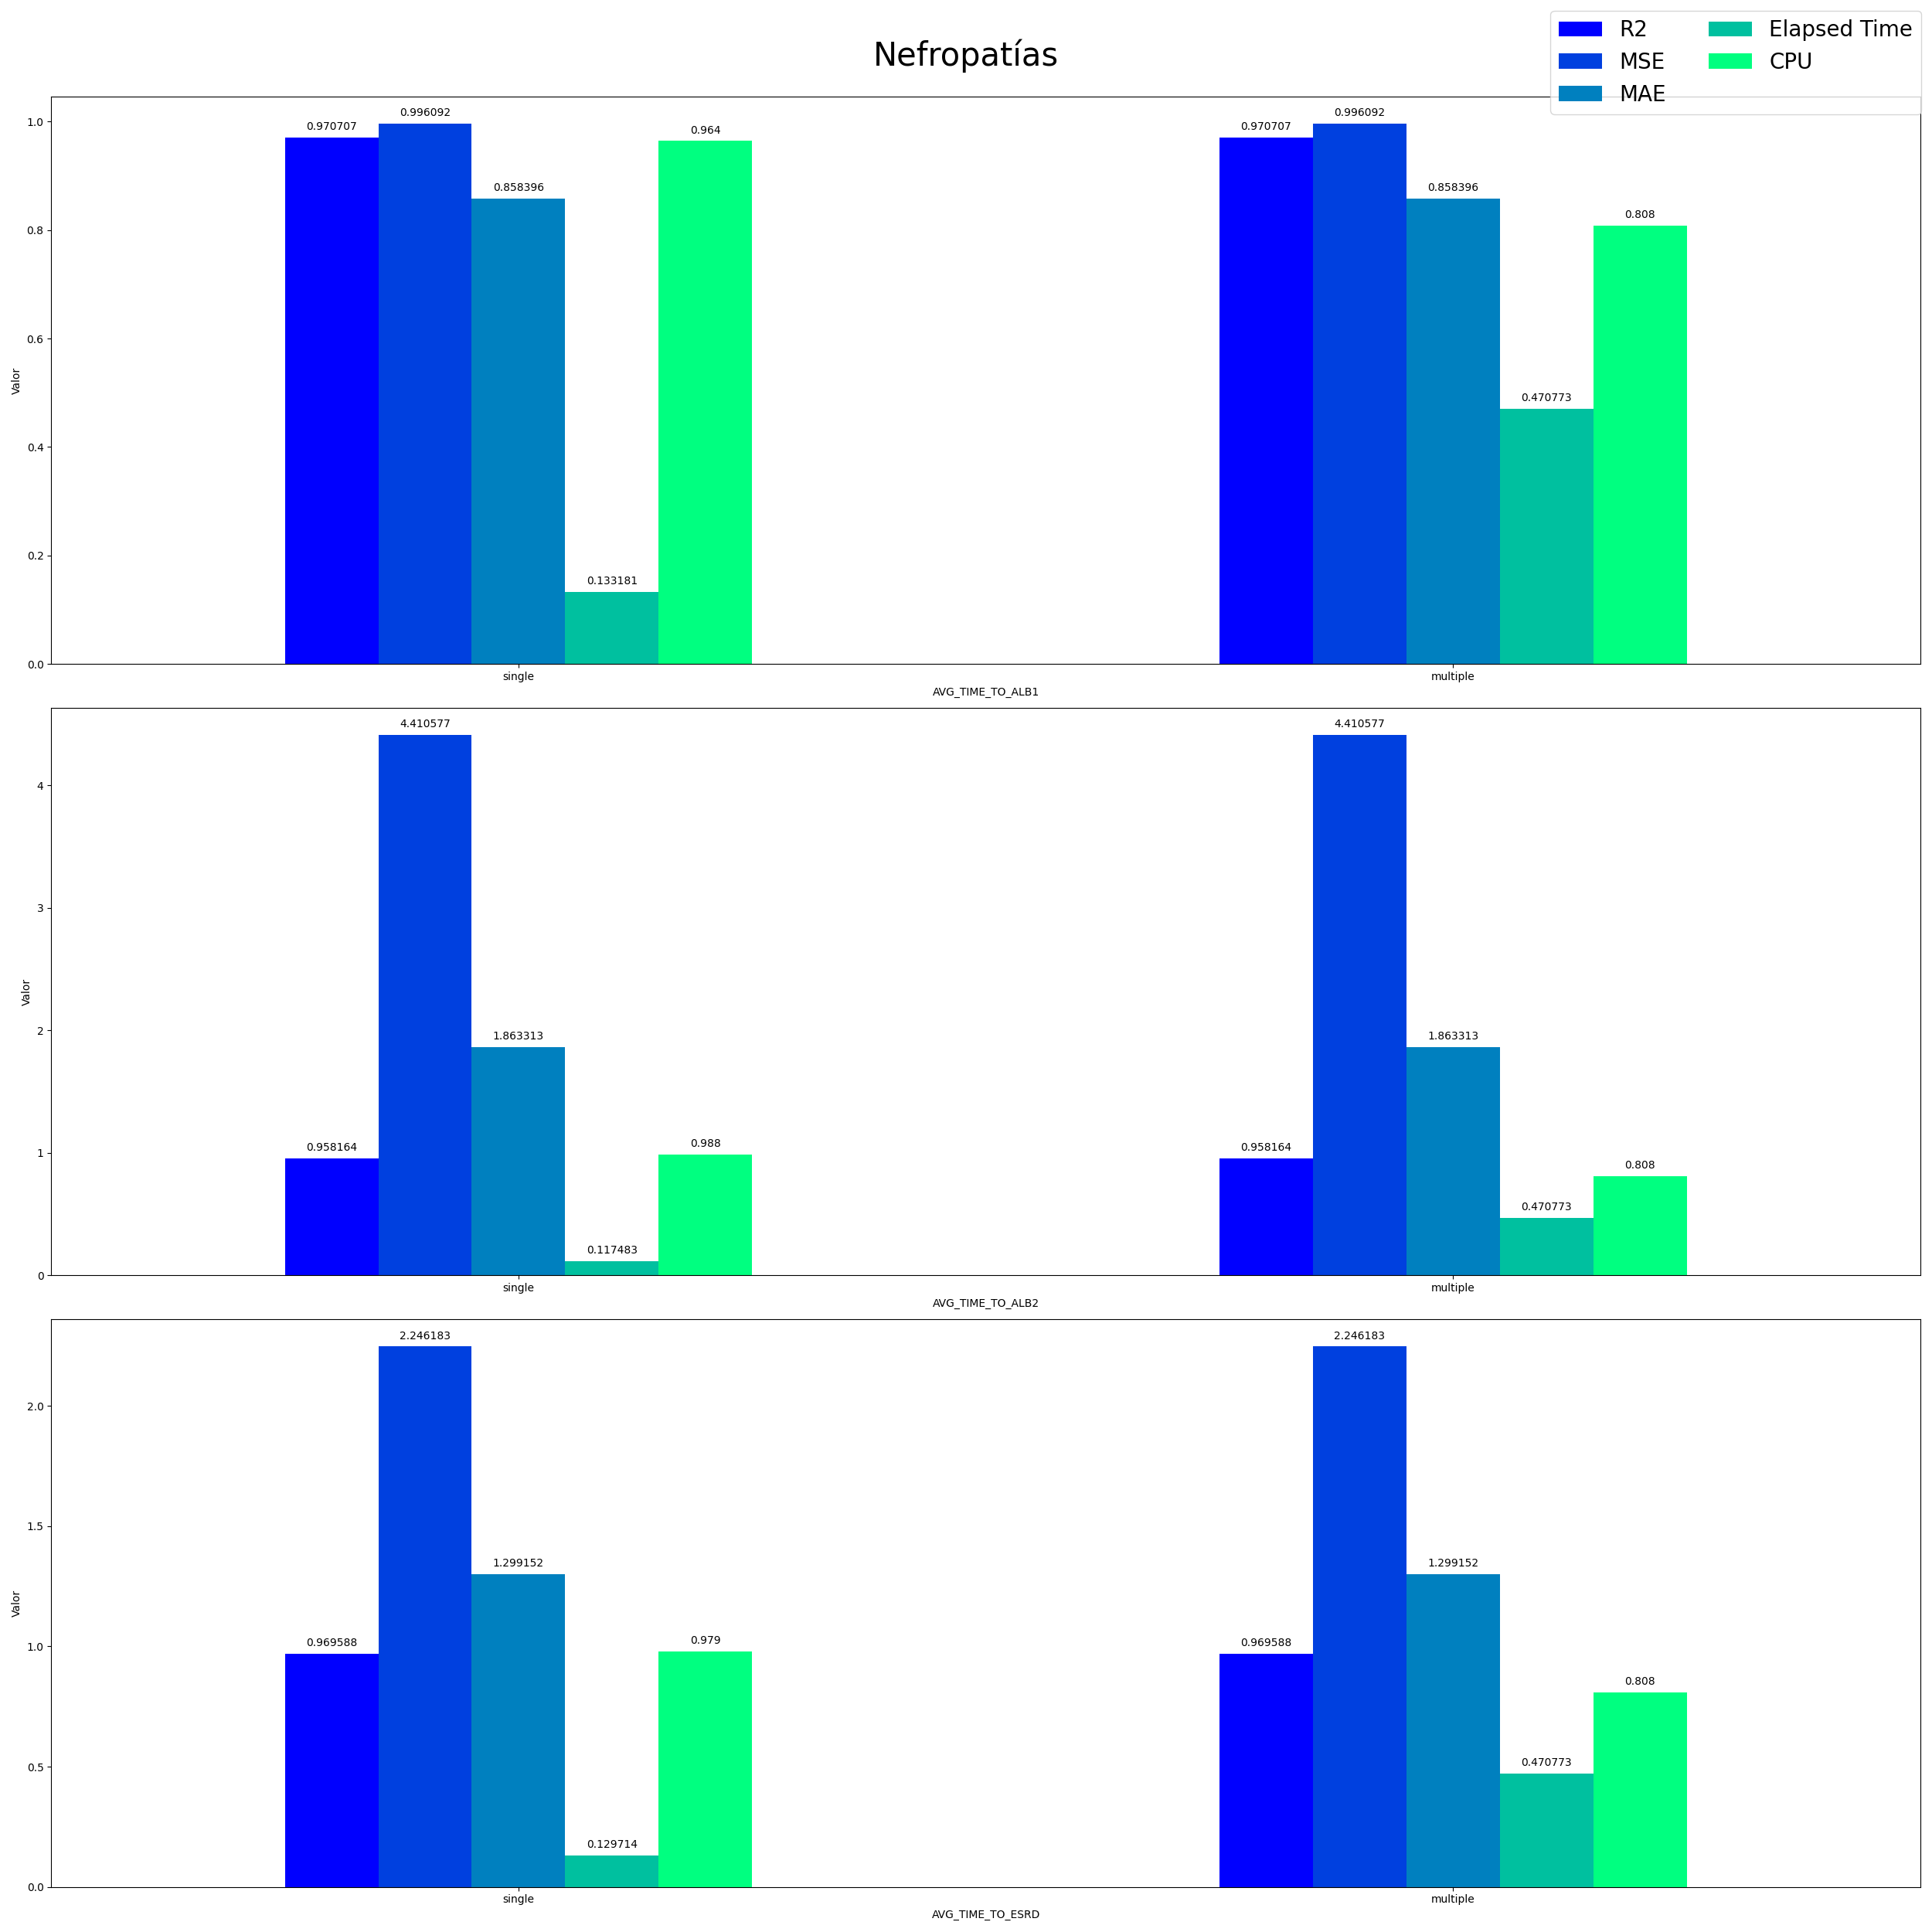 Nefropatías
R2
MSE
MAE
Elapsed Time
CPU
1.0
0.8
0.6
0.4
0.2
0.0
Valor
0.970707
0.996092
0.858396
0.133181
0.964
0.970707
0.996092
0.858396
0.470773
0.808
single
multiple
AVG_TIME_TO_ALB1
4
3
2
1
0
Valor
0.958164
4.410577
1.863313
0.117483
0.988
0.958164
4.410577
1.863313
0.470773
0.808
single
multiple
AVG_TIME_TO_ALB2
2.0
1.5
1.0
0.5
0.0
Valor
0.969588
2.246183
1.299152
0.129714
0.979
0.969588
2.246183
1.299152
0.470773
0.808
single
multiple
AVG_TIME_TO_ESRD